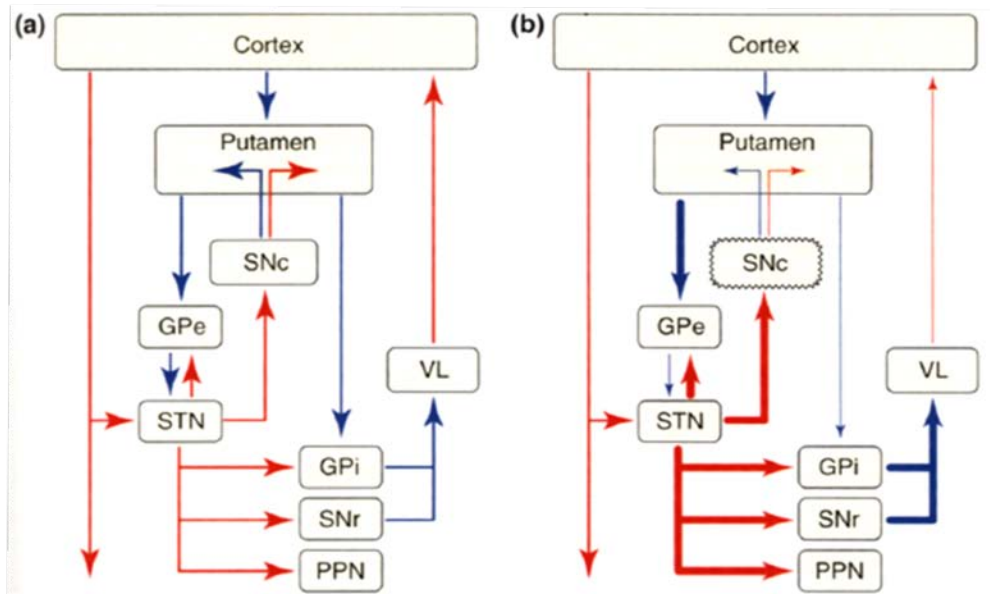 (a)
Cortex
Putamen
SNc
GPe
VL
STN
GPi
SNr
PPN
(b)
Cortex
Putamen
SNc
GPe
VL
STN
GPi
SNr
PPN